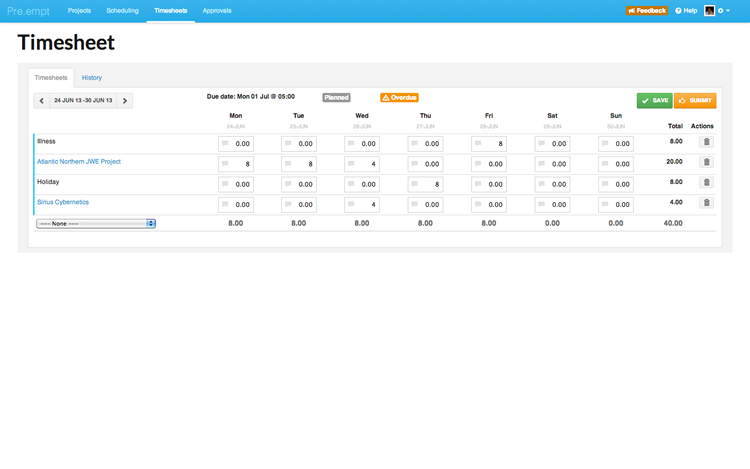 Pre.empt Projects Scheduling Timesheets Approvals Feedback Help
Timesheet
Timesheets History
24 JUN 13 -30 JUN 13 Due date: Mon 01 Jul @ 05:00 Planned Overdue SAVE SUBMIT
Mon Tue Wed Thu Fri Sat Sun
24-JUN 25-JUN 26-JUN 27-JUN 28-JUN 29-JUN 30-JUN Total Actions
Illness 0.00 0.00 0.00 0.00 8 0.00 0.00 8.00
Atlantic Northern JWE Project 8 8 4 0.00 0.00 0.00 0.00 20.00
Holiday 0.00 0.00 0.00 8 0.00 0.00 0.00 8.00
Sirius Cybernetics 0.00 0.00 4 0.00 0.00 0.00 0.00 4.00
--- None --- 8.00 8.00 8.00 8.00 8.00 0.00 0.00 40.00